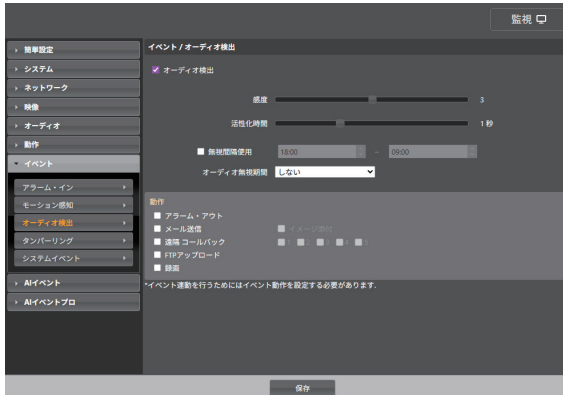 監視
簡単設定
システム
ネットワーク
映像
オーディオ
動作
イベント
アラーム・イン
モーション感知
オーディオ検出
タンパーリング
システムイベント
AIイベント
AIイベントプロ
イベント / オーディオ検出
オーディオ検出
感度 3
活性化時間 1 秒
無視間隔使用 18:00 ~ 09:00
オーディオ無視期間 しない
動作
アラーム・アウト
メール送信 イメージ添付
遠隔 コールバック 1 2 3 4 5
FTPアップロード
録画
*イベント連動を行うためにはイベント動作を設定する必要があります.
保存